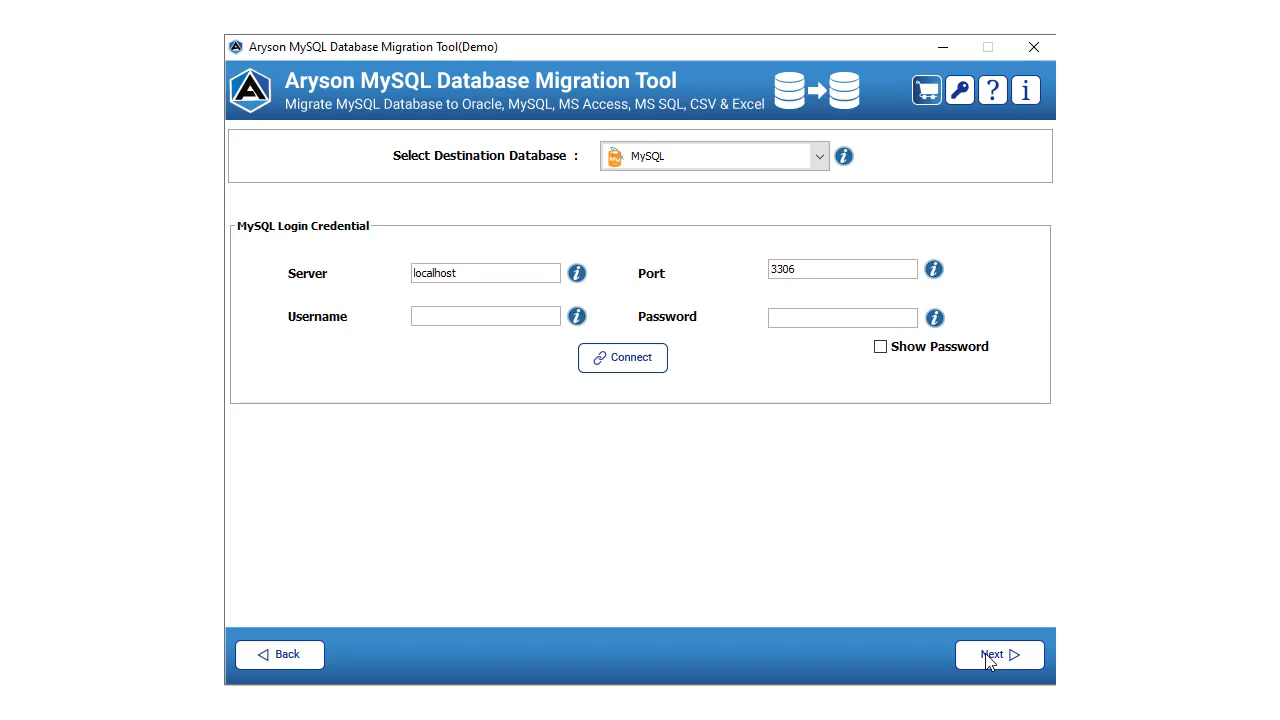 Aryson MySQL Database Migration Tool(Demo)
Aryson MySQL Database Migration Tool
Migrate MySQL Database to Oracle, MySQL, MS Access, MS SQL, CSV & Excel
Select Destination Database :
MySQL
MySQL Login Credential
Server
localhost
Port
3306
Username
Password
Connect
Show Password
Back
Next